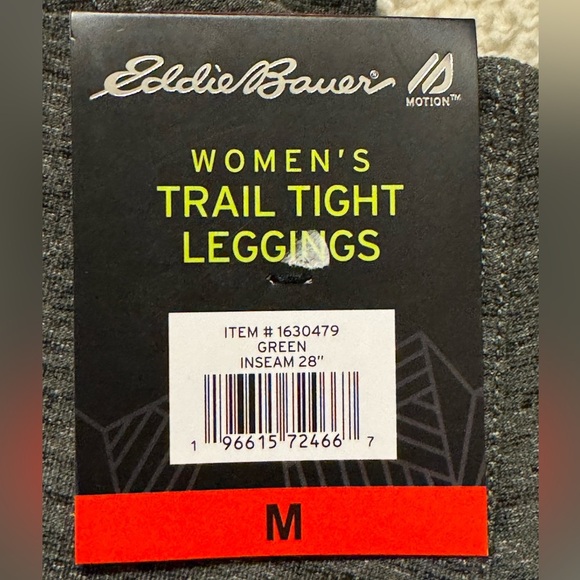 Eddie Bauer®
MOTION™
WOMEN'S
TRAIL TIGHT
LEGGINGS
ITEM # 1630479
GREEN
INSEAM 28"
1 96615 72466 7
M